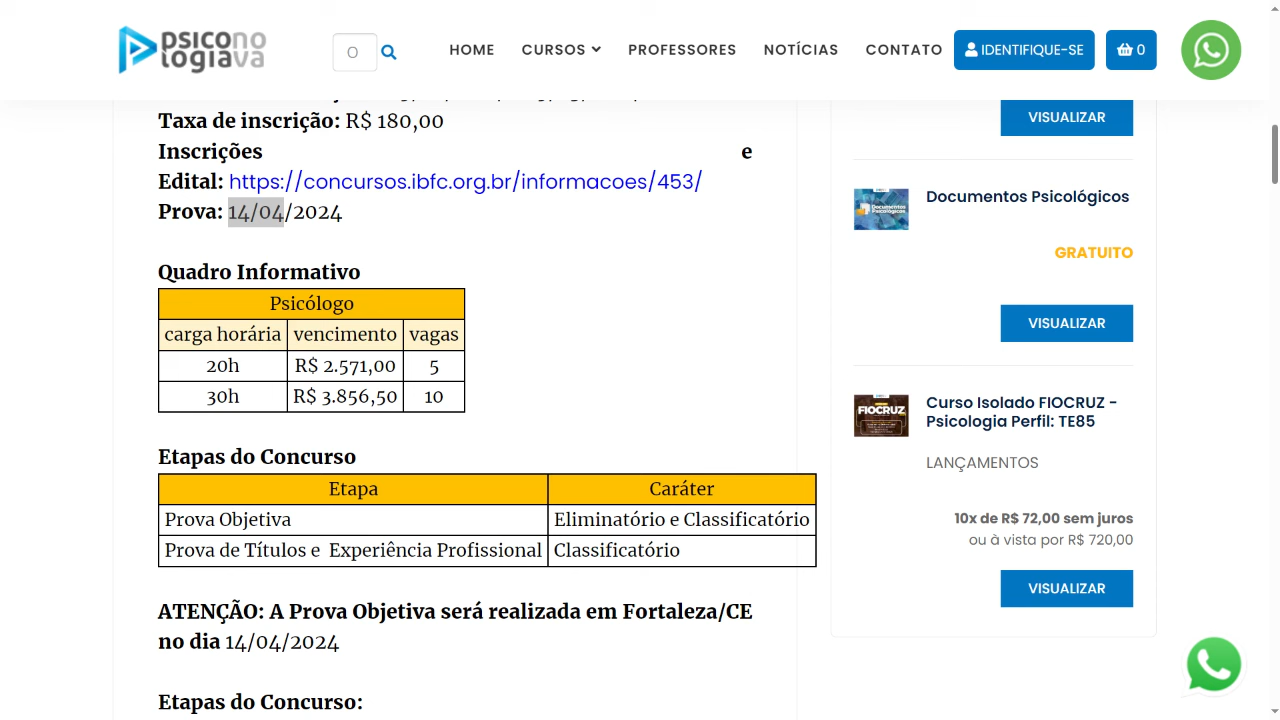 psicono
logiava
O
HOME
CURSOS
PROFESSORES
NOTÍCIAS
CONTATO
IDENTIFIQUE-SE
0
Taxa de inscrição: R$ 180,00
Inscrições e
Edital: https://concursos.ibfc.org.br/informacoes/453/
Prova: 14/04/2024
Quadro Informativo
Psicólogo
carga horária vencimento vagas
20h R$ 2.571,00 5
30h R$ 3.856,50 10
Etapas do Concurso
Etapa Caráter
Prova Objetiva Eliminatório e Classificatório
Prova de Títulos e Experiência Profissional Classificatório
ATENÇÃO: A Prova Objetiva será realizada em Fortaleza/CE
no dia 14/04/2024
Etapas do Concurso:
VISUALIZAR
Documentos Psicológicos
Documentos
Psicológicos
GRATUITO
VISUALIZAR
FIOCRUZ
Curso Isolado FIOCRUZ -
Psicologia Perfil: TE85
LANÇAMENTOS
10x de R$ 72,00 sem juros
ou à vista por R$ 720,00
VISUALIZAR